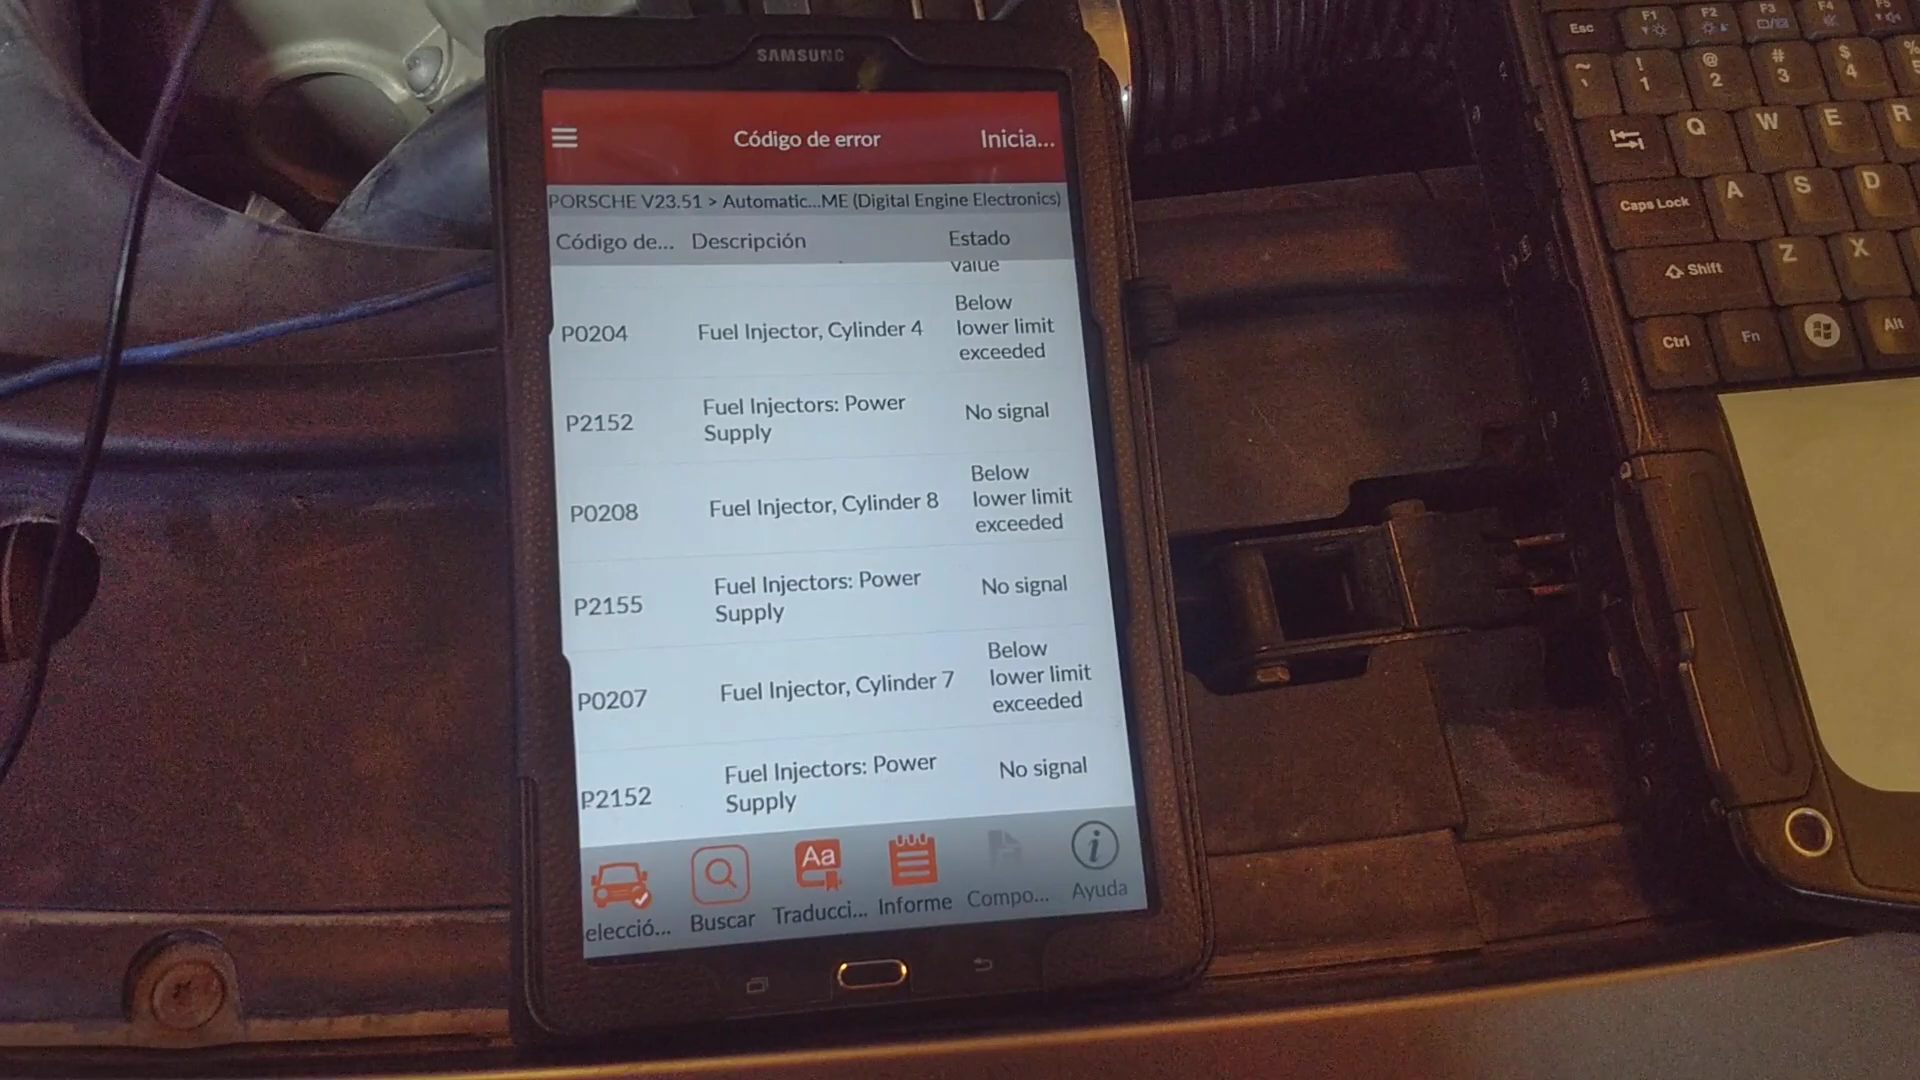 SAMSUNG
Código de error
Inicia...
PORSCHE V23.51 > Automatic...ME (Digital Engine Electronics)
Código de... Descripción Estado
value
P0204 Fuel Injector, Cylinder 4 Below
lower limit
exceeded
P2152 Fuel Injectors: Power
Supply
No signal
P0208 Fuel Injector, Cylinder 8 Below
lower limit
exceeded
P2155 Fuel Injectors: Power
Supply
No signal
P0207 Fuel Injector, Cylinder 7 Below
lower limit
exceeded
P2152 Fuel Injectors: Power
Supply
No signal
elecció... Buscar Traducci... Informe Compo... Ayuda
Aa
i
Esc F1 F2 F3 F4 F5
~ ` ! 1 @ 2 # 3 $ 4 % 5
Q W E R
Caps Lock A S D
Shift Z X
Ctrl Fn Alt